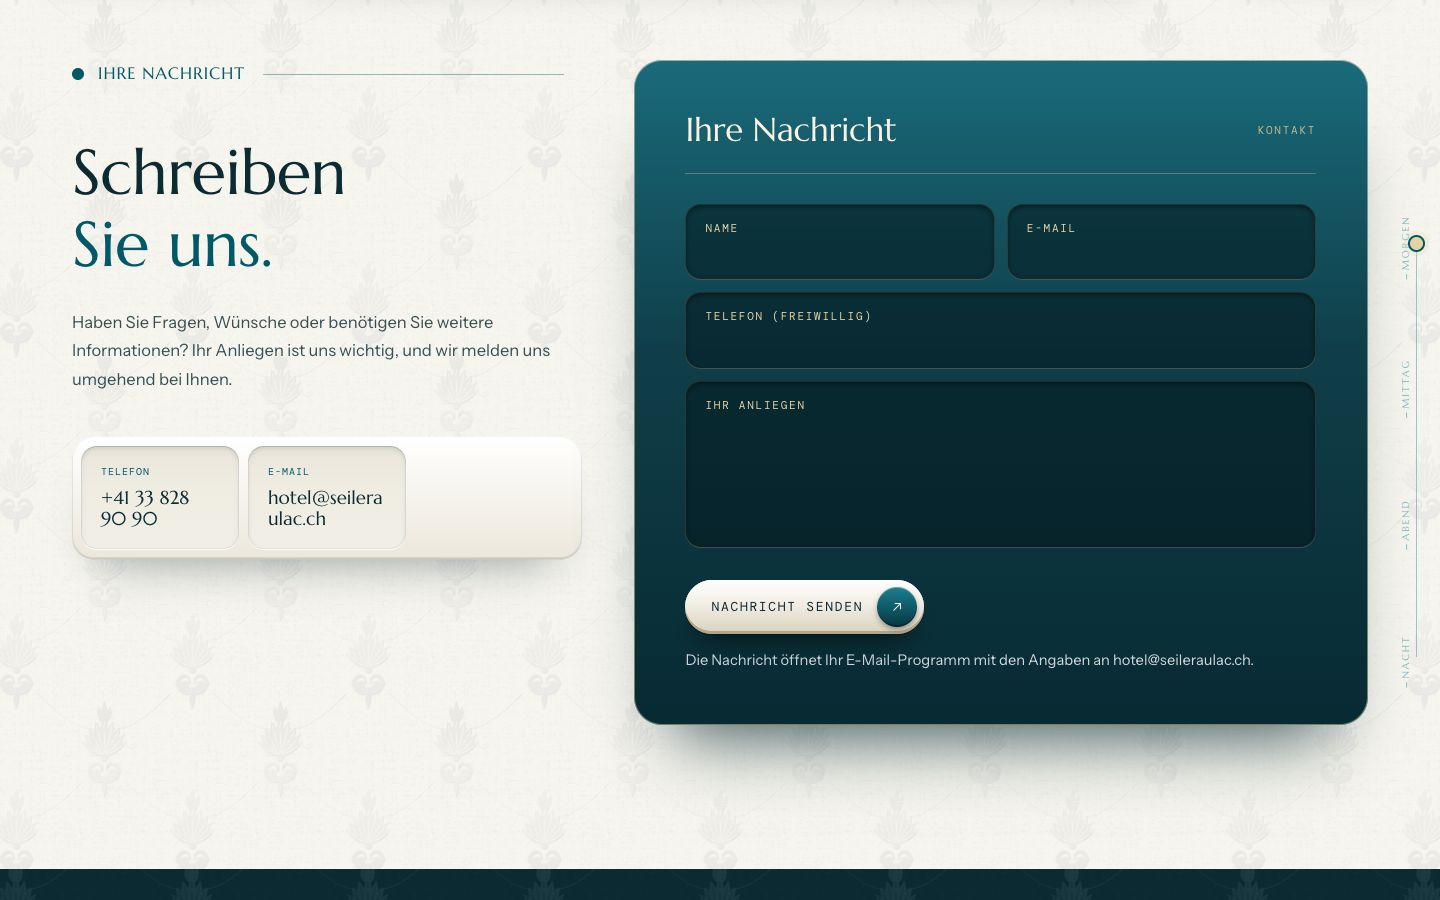 IHRE NACHRICHT
Schreiben
Sie uns.
Haben Sie Fragen, Wünsche oder benötigen Sie weitere
Informationen? Ihr Anliegen ist uns wichtig, und wir melden uns
umgehend bei Ihnen.
TELEFON
+41 33 828
90 90
E-MAIL
hotel@seilera
ulac.ch
Ihre Nachricht
KONTAKT
NAME
E-MAIL
TELEFON (FREIWILLIG)
IHR ANLIEGEN
NACHRICHT SENDEN
Die Nachricht öffnet Ihr E-Mail-Programm mit den Angaben an hotel@seileraulac.ch.
– MORGEN
– MITTAG
– ABEND
– NACHT